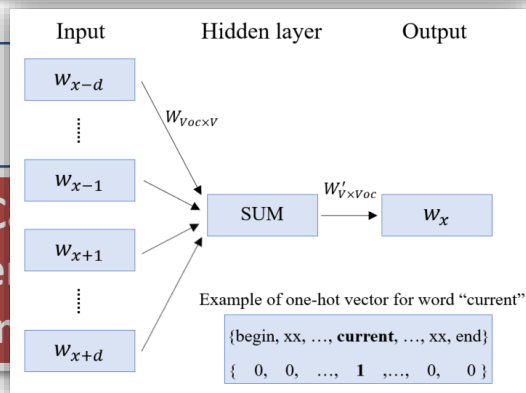 Input Hidden layer Output
w_{x-d}
W_{Voc×V}
w_{x-1}
SUM
W'_{V×Voc}
w_x
w_{x+1}
Example of one-hot vector for word “current”
{begin, xx, …, current, …, xx, end}
{ 0, 0, …, 1 ,…, 0, 0 }
w_{x+d}